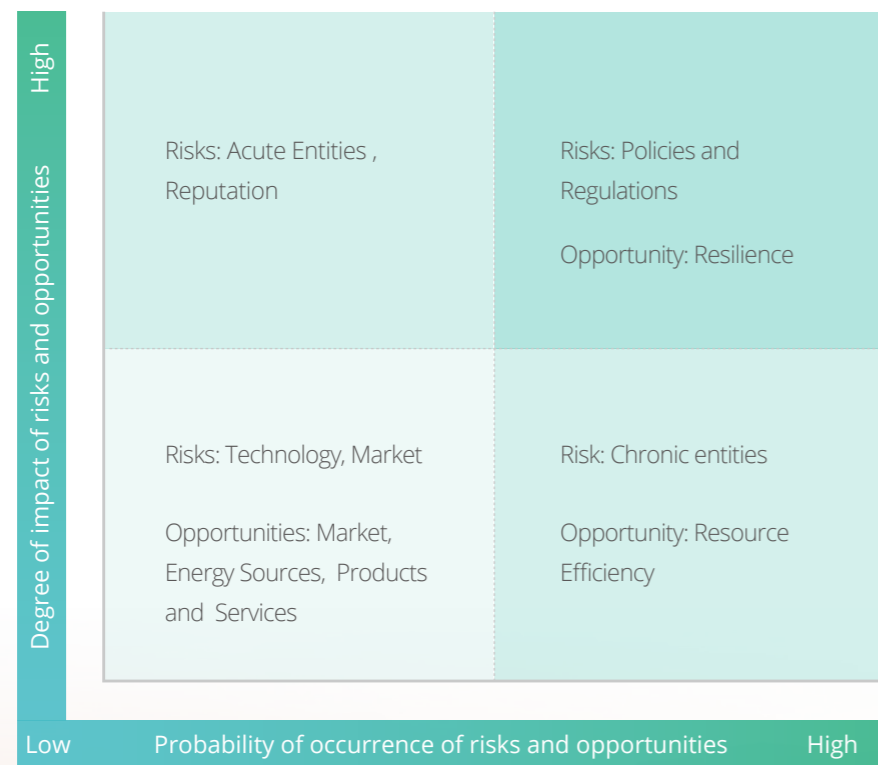 High
Degree of impact of risks and opportunities
Risks: Acute Entities ,
Reputation
Risks: Policies and
Regulations
Opportunity: Resilience
Risks: Technology, Market
Opportunities: Market,
Energy Sources, Products
and Services
Risk: Chronic entities
Opportunity: Resource
Efficiency
Low
Probability of occurrence of risks and opportunities
High